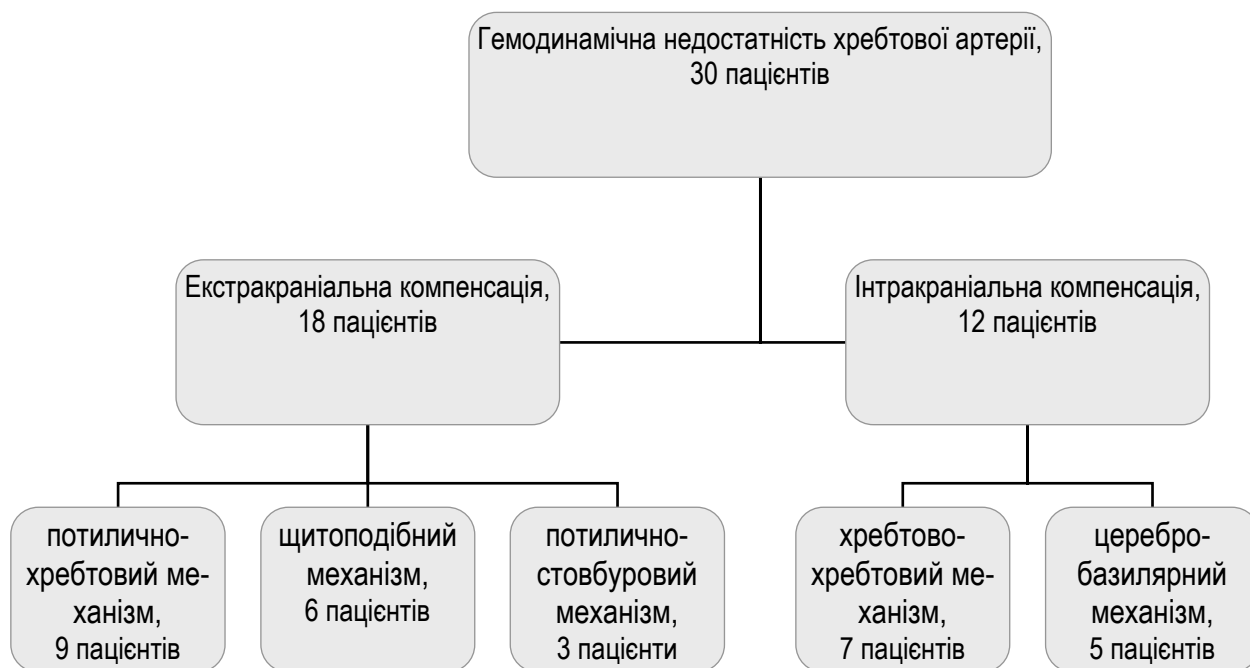 Гемодинамічна недостатність хребтової артерії,
30 пацієнтів
Екстракраніальна компенсація,
18 пацієнтів
Інтракраніальна компенсація,
12 пацієнтів
потилично-
хребтовий ме-
ханізм,
9 пацієнтів
щитоподібний
механізм,
6 пацієнтів
потилично-
стовбуровий
механізм,
3 пацієнти
хребтово-
хребтовий ме-
ханізм,
7 пацієнтів
церебро-
базилярний
механізм,
5 пацієнтів